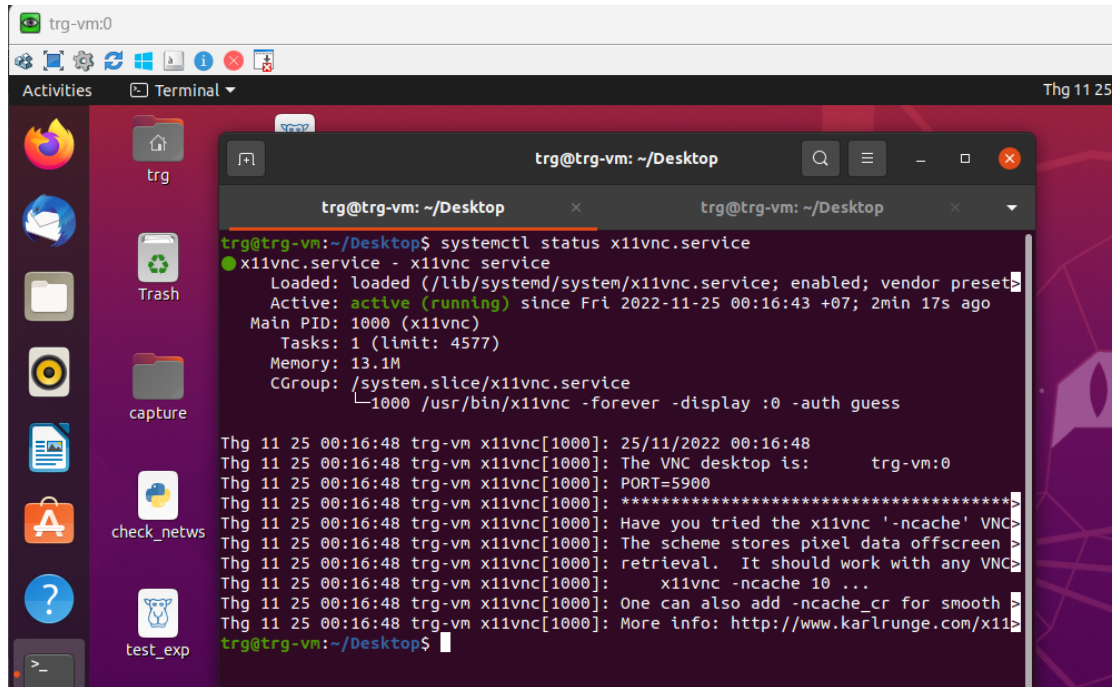 trg-vm:0
Activities Terminal Thg 11 25
trg
Trash
capture
check_netws
test_exp
trg@trg-vm: ~/Desktop
trg@trg-vm: ~/Desktop × trg@trg-vm: ~/Desktop ×
trg@trg-vm:~/Desktop$ systemctl status x11vnc.service
● x11vnc.service - x11vnc service
Loaded: loaded (/lib/systemd/system/x11vnc.service; enabled; vendor preset>
Active: active (running) since Fri 2022-11-25 00:16:43 +07; 2min 17s ago
Main PID: 1000 (x11vnc)
Tasks: 1 (limit: 4577)
Memory: 13.1M
CGroup: /system.slice/x11vnc.service
└─1000 /usr/bin/x11vnc -forever -display :0 -auth guess
Thg 11 25 00:16:48 trg-vm x11vnc[1000]: 25/11/2022 00:16:48
Thg 11 25 00:16:48 trg-vm x11vnc[1000]: The VNC desktop is: trg-vm:0
Thg 11 25 00:16:48 trg-vm x11vnc[1000]: PORT=5900
Thg 11 25 00:16:48 trg-vm x11vnc[1000]: ***************************************>
Thg 11 25 00:16:48 trg-vm x11vnc[1000]: Have you tried the x11vnc '-ncache' VNC>
Thg 11 25 00:16:48 trg-vm x11vnc[1000]: The scheme stores pixel data offscreen >
Thg 11 25 00:16:48 trg-vm x11vnc[1000]: retrieval. It should work with any VNC>
Thg 11 25 00:16:48 trg-vm x11vnc[1000]: x11vnc -ncache 10 ...
Thg 11 25 00:16:48 trg-vm x11vnc[1000]: One can also add -ncache_cr for smooth >
Thg 11 25 00:16:48 trg-vm x11vnc[1000]: More info: http://www.karlrunge.com/x11>
trg@trg-vm:~/Desktop$